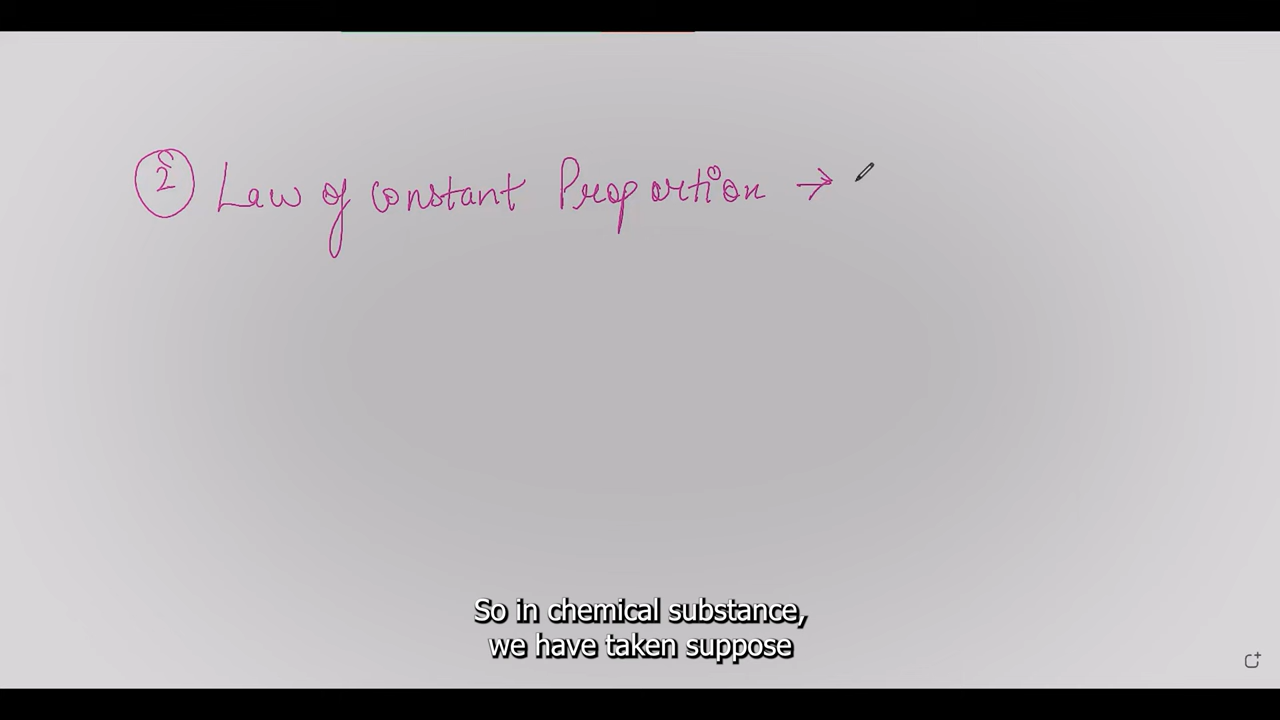 2 Law of constant Proportion →
So in chemical substance,
we have taken suppose